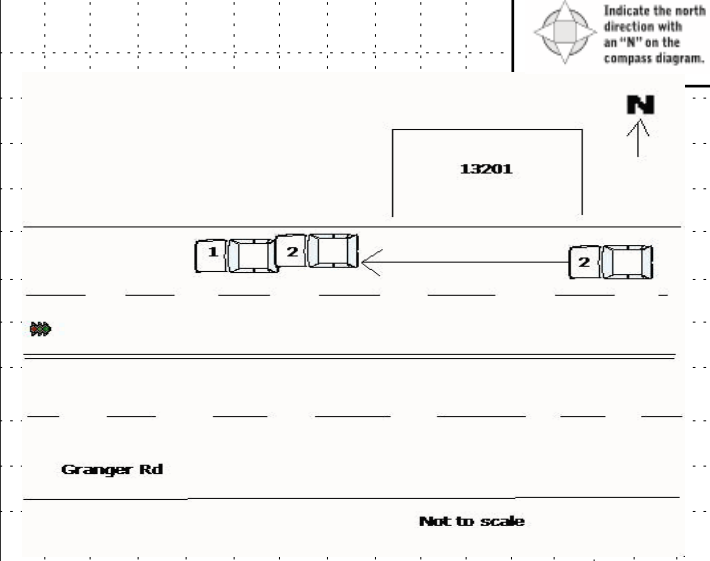 Indicate the north
direction with
an "N" on the
compass diagram.
N
13201
1
2
2
Granger Rd
Not to scale